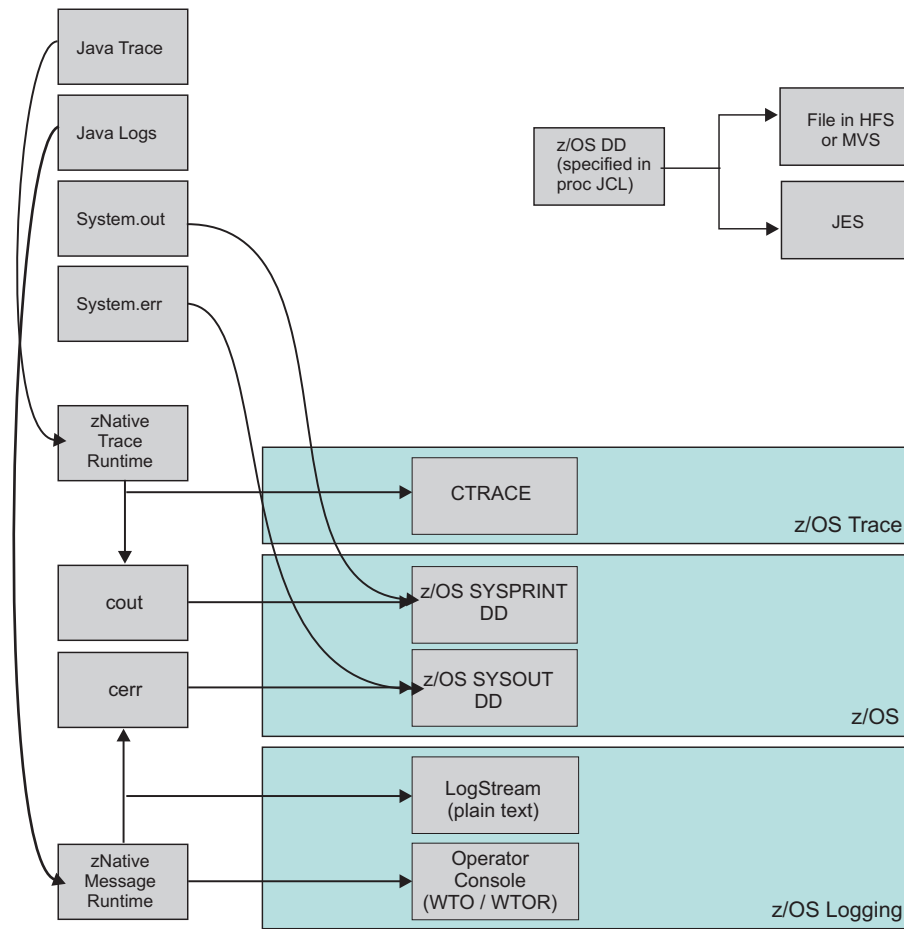 Java Trace
Java Logs
System.out
System.err
z/OS DD
(specified in
proc JCL)
File in HFS
or MVS
JES
zNative
Trace
Runtime
CTRACE
z/OS Trace
cout
z/OS SYSPRINT
DD
cerr
z/OS SYSOUT
DD
z/OS
LogStream
(plain text)
zNative
Message
Runtime
Operator
Console
(WTO / WTOR)
z/OS Logging